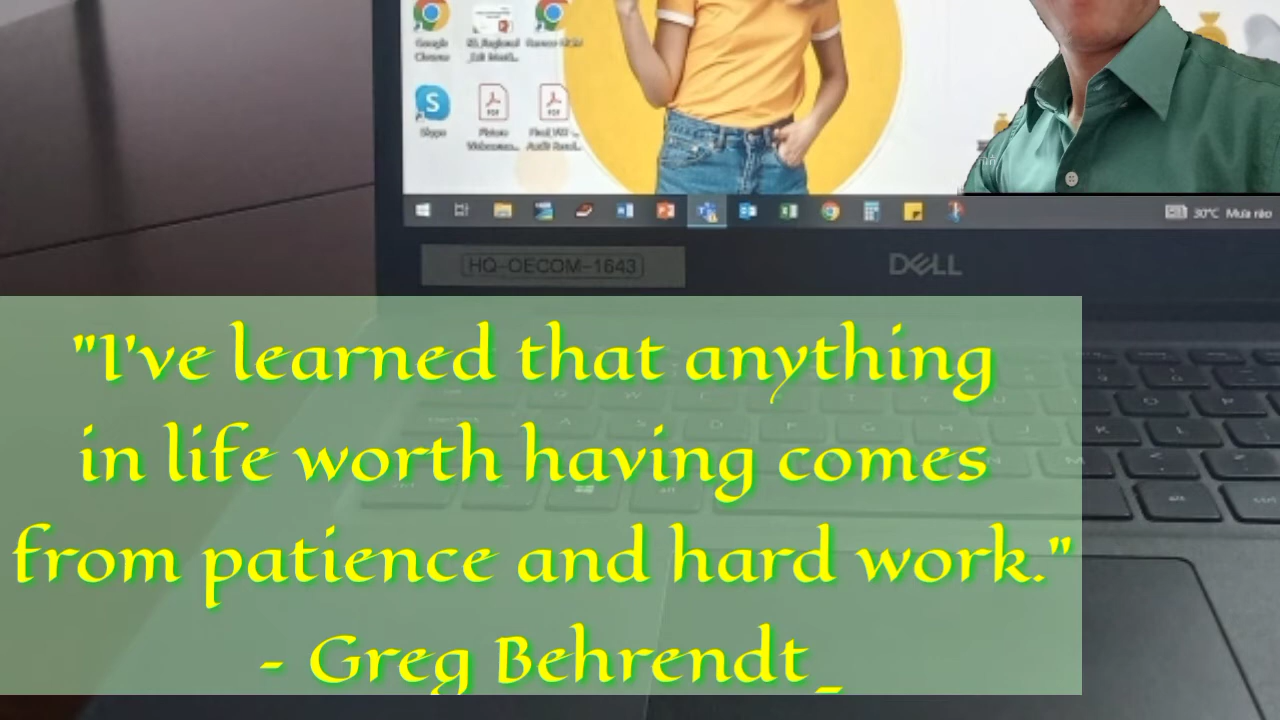 Google
Chrome
Skype
30°C Mưa rào
HQ-OECOM-1643
DELL
"I've learned that anything
in life worth having comes
from patience and hard work."
- Greg Behrendt_